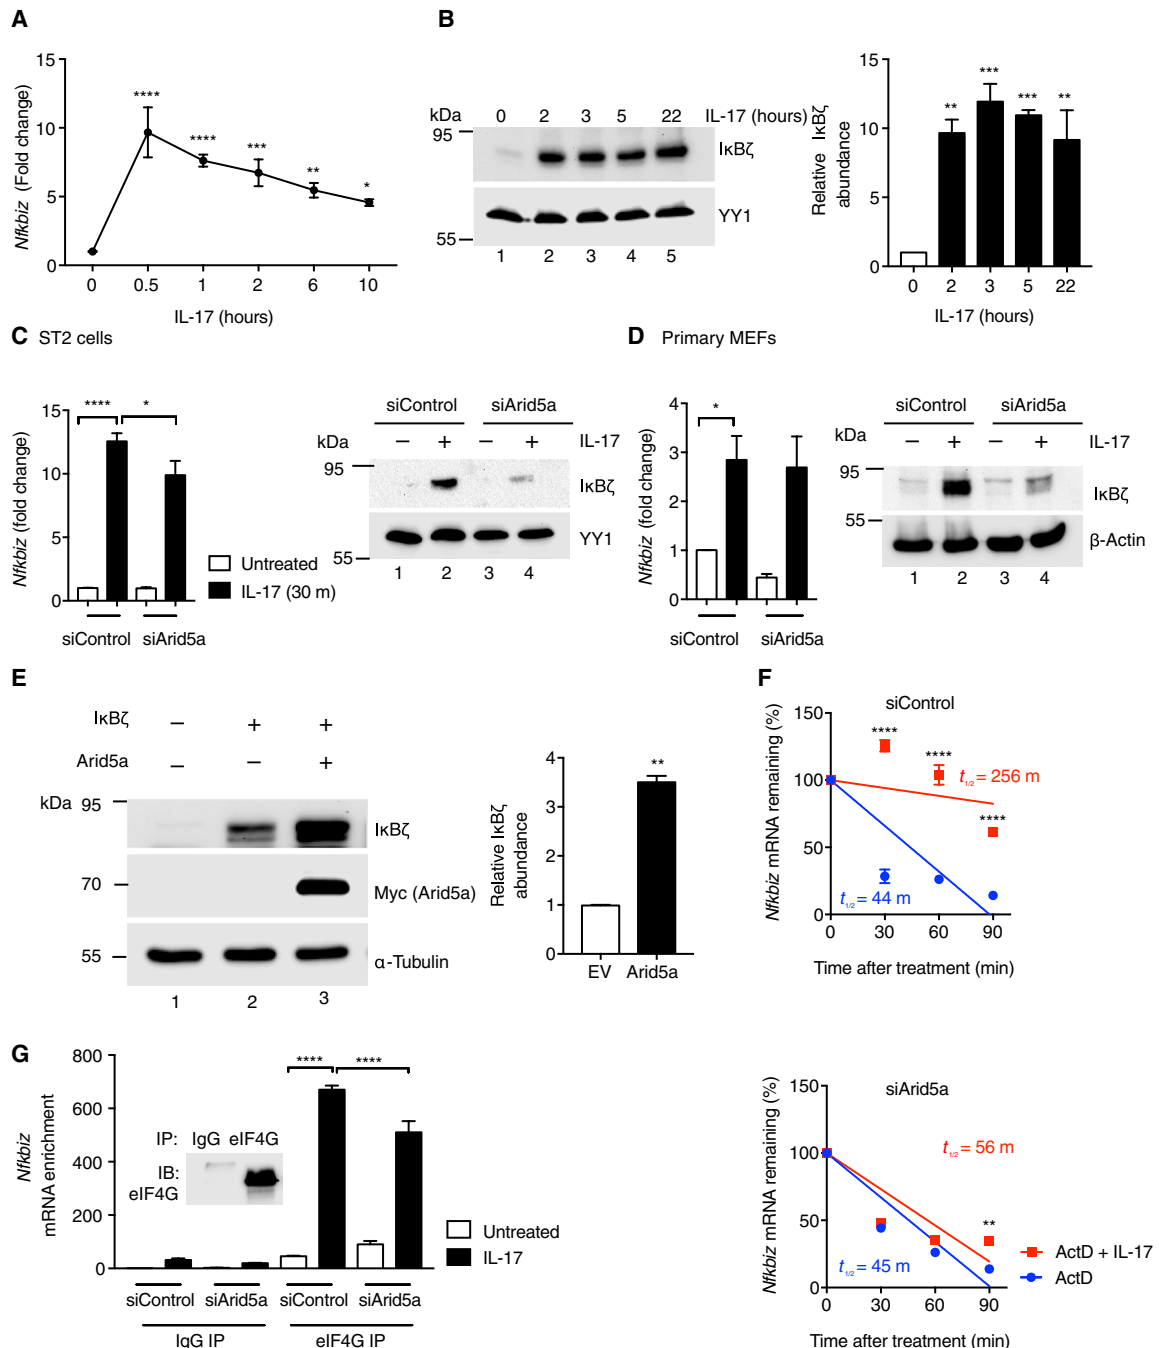 A
15
10
5
0
Nfkbiz (Fold change)
****
****
***
**
*
0 0.5 1 2 6 10
IL-17 (hours)
B
kDa
0 2 3 5 22 IL-17 (hours)
95
IκBζ
YY1
55
1 2 3 4 5
15
10
5
0
Relative IκBζ
abundance
** *** *** **
0 2 3 5 22
IL-17 (hours)
C ST2 cells
15
10
5
0
Nfkbiz (fold change)
**** *
siControl siArid5a
Untreated
IL-17 (30 m)
siControl siArid5a
kDa
– + – + IL-17
95
IκBζ
YY1
55
1 2 3 4
D Primary MEFs
4
3
2
1
0
Nfkbiz (fold change)
*
siControl siArid5a
siControl siArid5a
kDa
– + – + IL-17
95
IκBζ
55
β-Actin
1 2 3 4
E
IκBζ – + +
Arid5a – – +
kDa 95
IκBζ
70
Myc (Arid5a)
55
α-Tubulin
1 2 3
4
3
2
1
0
Relative IκBζ
abundance
**
EV Arid5a
F
siControl
150
100
50
0
Nfkbiz mRNA remaining (%)
****
****
****
t1/2 = 256 m
t1/2 = 44 m
0 30 60 90
Time after treatment (min)
siArid5a
150
100
50
0
Nfkbiz mRNA remaining (%)
t1/2 = 56 m
**
t1/2 = 45 m
0 30 60 90
Time after treatment (min)
ActD + IL-17
ActD
G
800
600
400
200
0
Nfkbiz
mRNA enrichment
**** ****
IP: IgG eIF4G
IB:
eIF4G
Untreated
IL-17
siControl siArid5a siControl siArid5a
IgG IP eIF4G IP